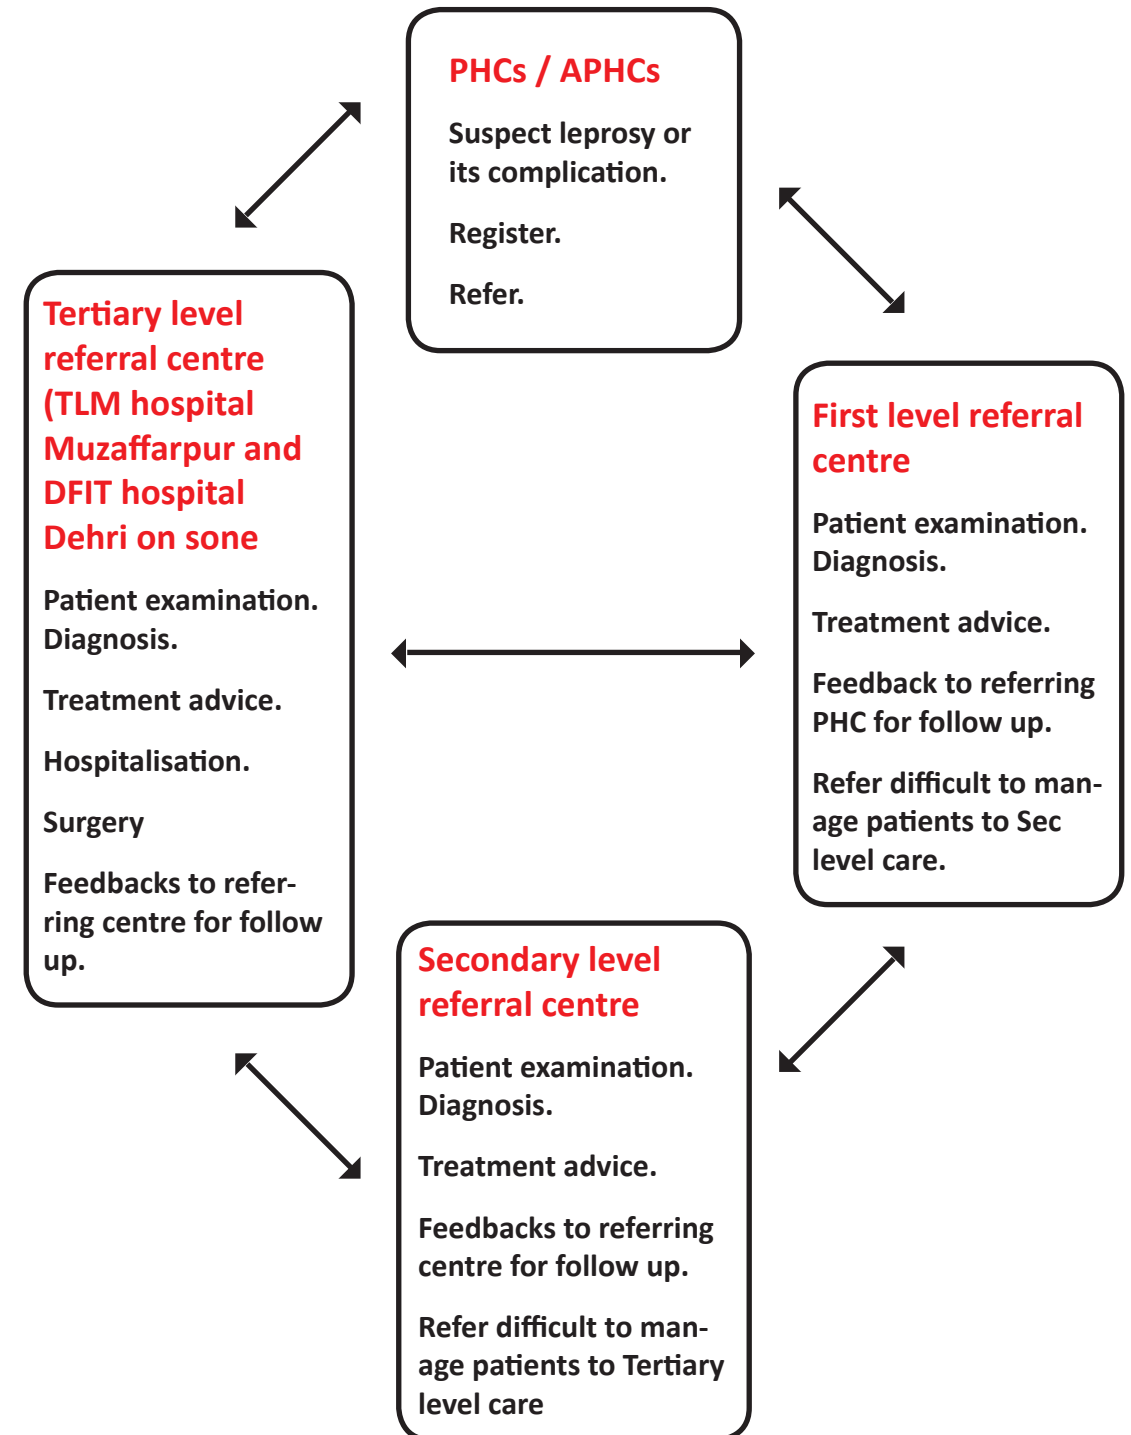 PHCs / APHCs
Suspect leprosy or
its complication.
Register.
Refer.
Tertiary level
referral centre
(TLM hospital
Muzaffarpur and
DFIT hospital
Dehri on sone
Patient examination.
Diagnosis.
Treatment advice.
Hospitalisation.
Surgery
Feedbacks to refer-
ring centre for follow
up.
First level referral
centre
Patient examination.
Diagnosis.
Treatment advice.
Feedback to referring
PHC for follow up.
Refer difficult to man-
age patients to Sec
level care.
Secondary level
referral centre
Patient examination.
Diagnosis.
Treatment advice.
Feedbacks to referring
centre for follow up.
Refer difficult to man-
age patients to Tertiary
level care